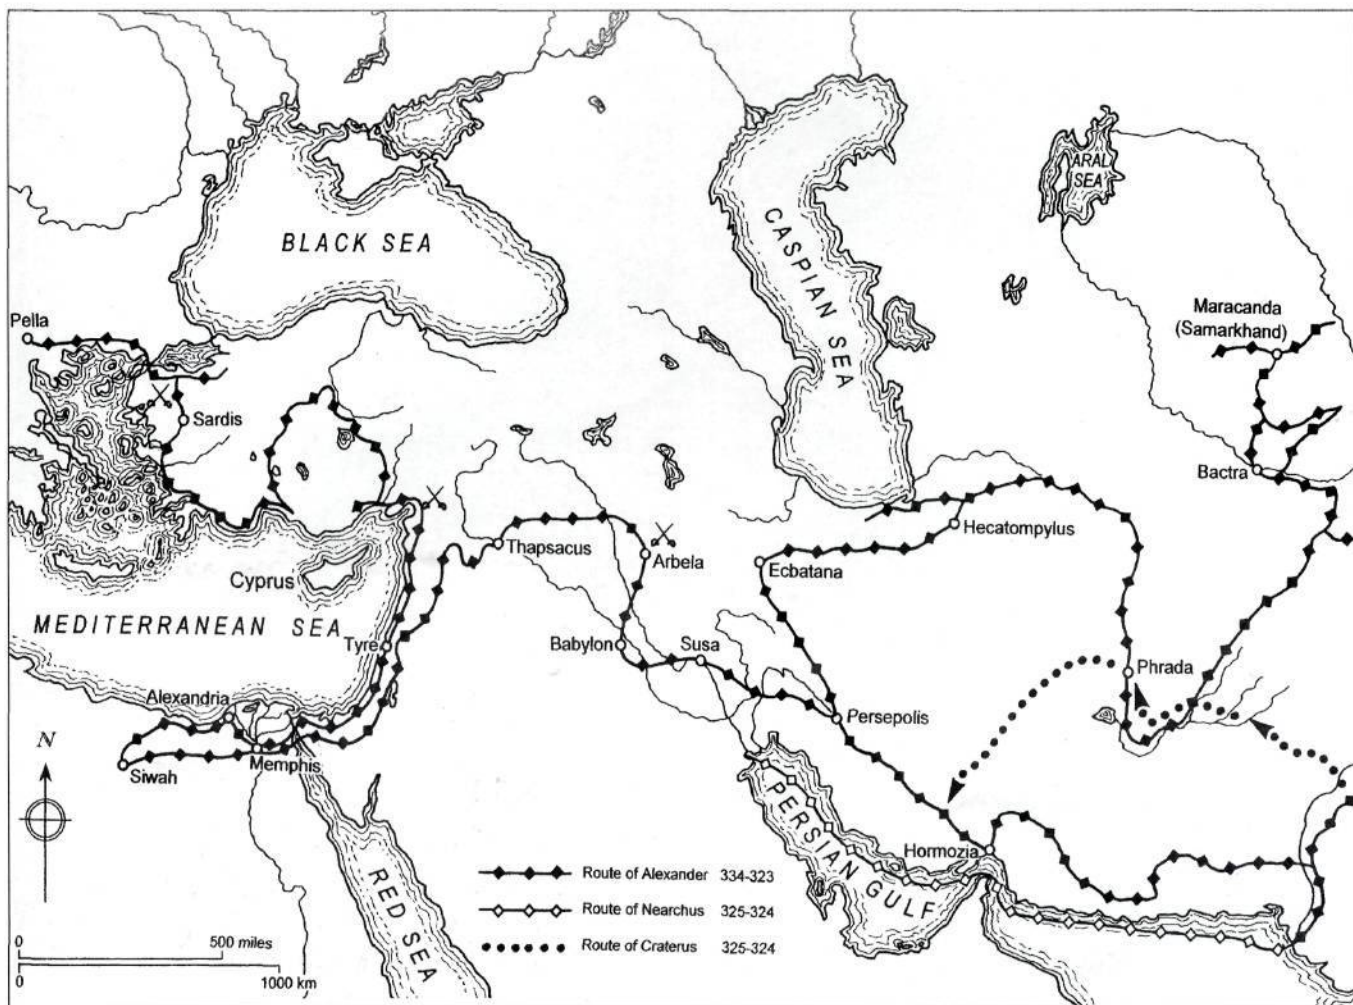 BLACK SEA
CASPIAN SEA
ARAL
SEA
Maracanda
(Samarkhand)
Pella
Sardis
Bactra
Hecatompylus
Thapsacus
Arbela
Ecbatana
Cyprus
MEDITERRANEAN SEA
Tyre
Babylon
Susa
Phrada
Alexandria
Persepolis
N
Siwah
Memphis
PERSIAN GULF
Hormozia
RED SEA
Route of Alexander 334-323
Route of Nearchus 325-324
Route of Craterus 325-324
0 500 miles
0 1000 km